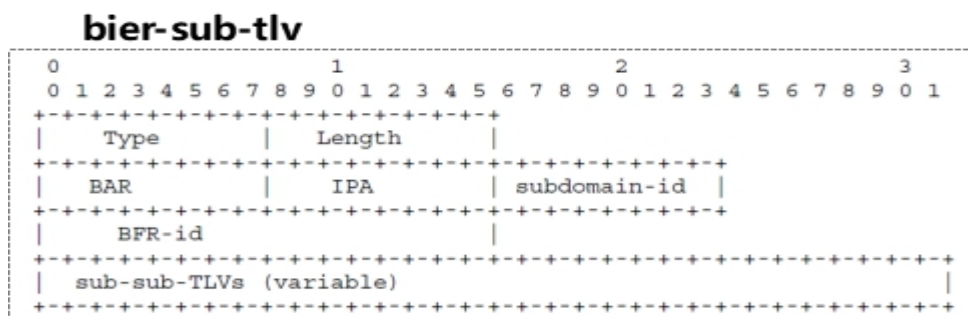 bier-sub-tlv
0                   1                   2                   3
0 1 2 3 4 5 6 7 8 9 0 1 2 3 4 5 6 7 8 9 0 1 2 3 4 5 6 7 8 9 0 1
+-+-+-+-+-+-+-+-+-+-+-+-+-+-+-+-+
|     Type      |   Length      |
+-+-+-+-+-+-+-+-+-+-+-+-+-+-+-+-+-+-+-+-+-+-+-+-+
|    BAR        |    IPA        | subdomain-id  |
+-+-+-+-+-+-+-+-+-+-+-+-+-+-+-+-+-+-+-+-+-+-+-+-+
|      BFR-id                   |
+-+-+-+-+-+-+-+-+-+-+-+-+-+-+-+-+-+-+-+-+-+-+-+-+-+-+-+-+-+-+-+-+
|   sub-sub-TLVs (variable)                                     |
+-+-+-+-+-+-+-+-+-+-+-+-+-+-+-+-+-+-+-+-+-+-+-+-+-+-+-+-+-+-+-+-+